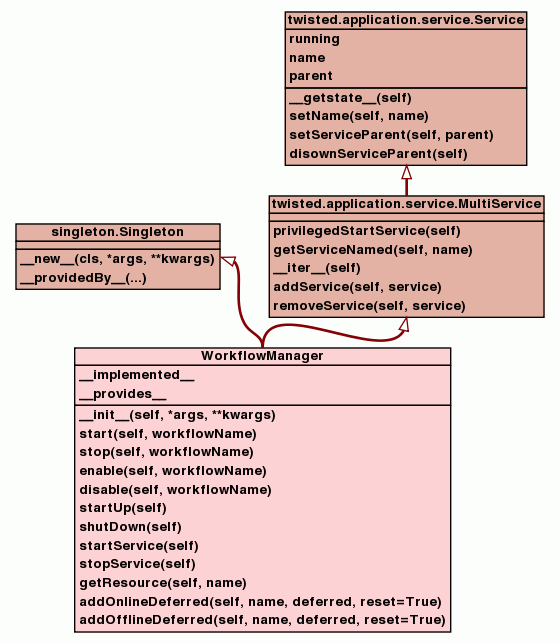 twisted.application.service.Service
running
name
parent
__getstate__(self)
setName(self, name)
setServiceParent(self, parent)
disownServiceParent(self)
twisted.application.service.MultiService
privilegedStartService(self)
getServiceNamed(self, name)
__iter__(self)
addService(self, service)
removeService(self, service)
singleton.Singleton
__new__(cls, *args, **kwargs)
__providedBy__(...)
WorkflowManager
__implemented__
__provides__
__init__(self, *args, **kwargs)
start(self, workflowName)
stop(self, workflowName)
enable(self, workflowName)
disable(self, workflowName)
startUp(self)
shutDown(self)
startService(self)
stopService(self)
getResource(self, name)
addOnlineDeferred(self, name, deferred, reset=True)
addOfflineDeferred(self, name, deferred, reset=True)